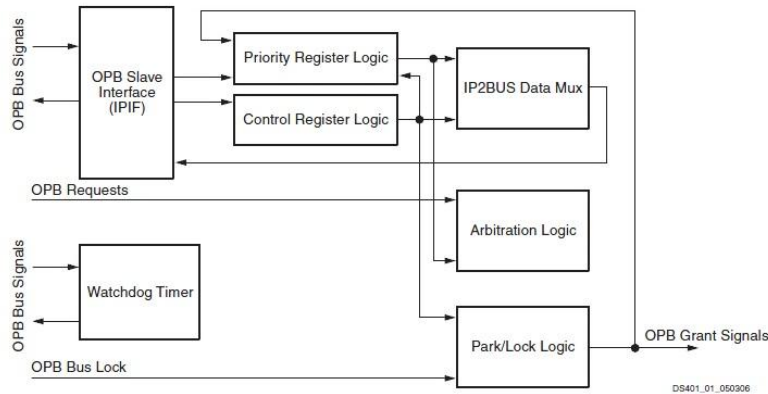 OPB Bus Signals
OPB Slave
Interface
(IPIF)
Priority Register Logic
Control Register Logic
IP2BUS Data Mux
OPB Requests
Arbitration Logic
OPB Bus Signals
Watchdog Timer
Park/Lock Logic
OPB Grant Signals
OPB Bus Lock
DS401_01_050306